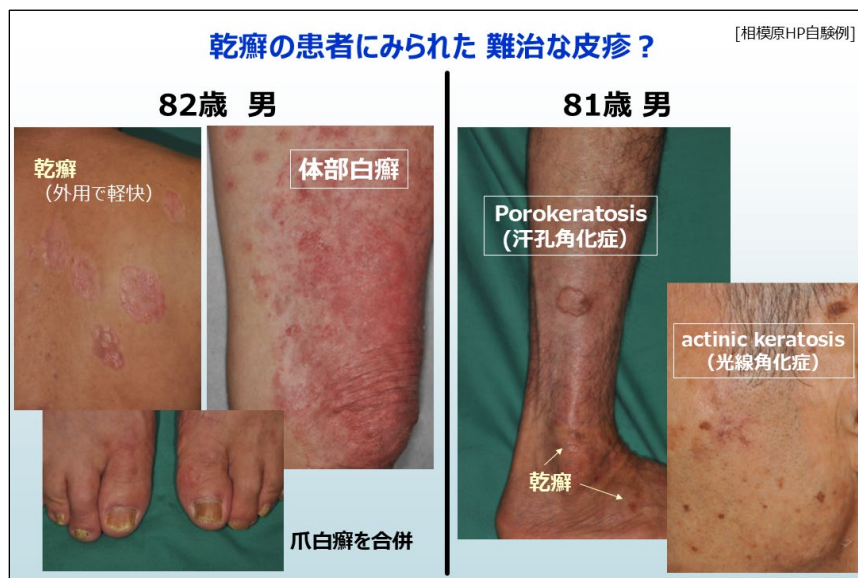 乾癬の患者にみられた 難治な皮疹？
[相模原HP自験例]
82歳 男
乾癬
（外用で軽快）
体部白癬
爪白癬を合併
81歳 男
Porokeratosis
(汗孔角化症）
actinic keratosis
（光線角化症）
乾癬